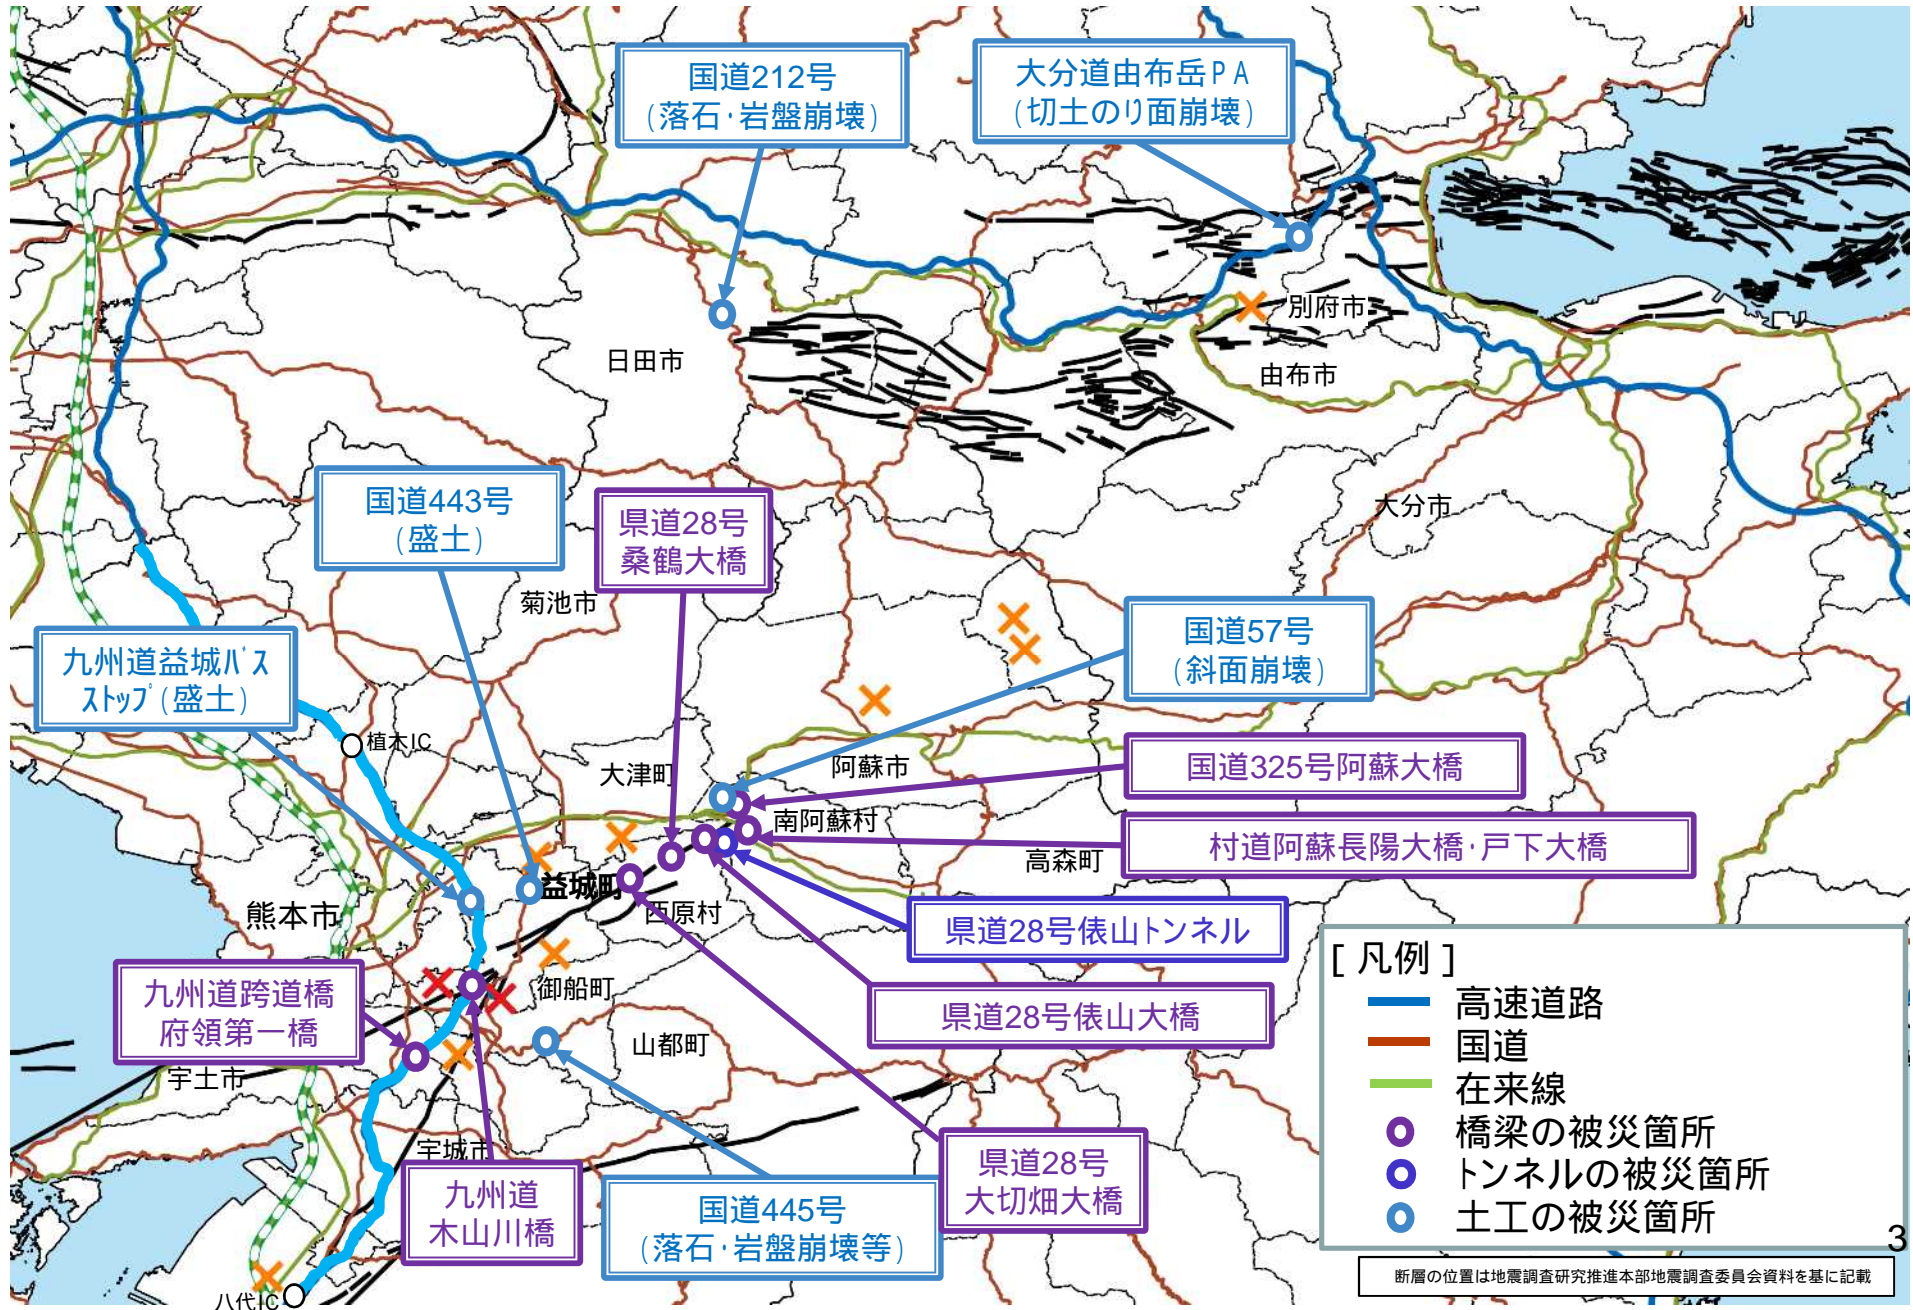 国道212号
(落石・岩盤崩壊)
大分道由布岳PA
(切土のり面崩壊)
別府市
日田市
由布市
国道443号
(盛土)
県道28号
桑鶴大橋
大分市
菊池市
国道57号
(斜面崩壊)
九州道益城バス
ストップ(盛土)
植木IC
大津町
阿蘇市
国道325号阿蘇大橋
南阿蘇村
村道阿蘇長陽大橋・戸下大橋
高森町
益城町
西原村
熊本市
県道28号俵山トンネル
御船町
九州道跨道橋
府領第一橋
県道28号俵山大橋
山都町
宇土市
宇城市
九州道
木山川橋
国道445号
(落石・岩盤崩壊等)
県道28号
大切畑大橋
八代IC
[凡例]
高速道路
国道
在来線
橋梁の被災箇所
トンネルの被災箇所
土工の被災箇所
3
断層の位置は地震調査研究推進本部地震調査委員会資料を基に記載